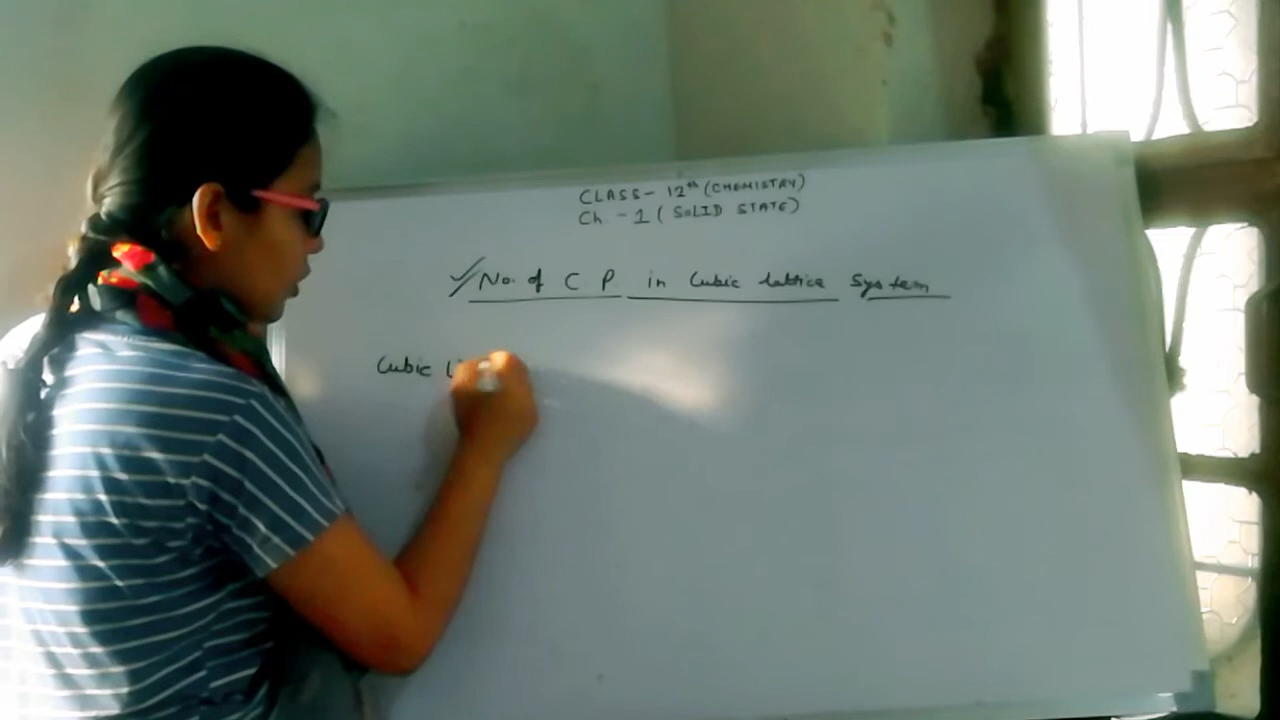 CLASS- 12th (CHEMISTRY)
Ch - 1 ( SOLID STATE)
No. of C P in Cubic lattice System
Cubic